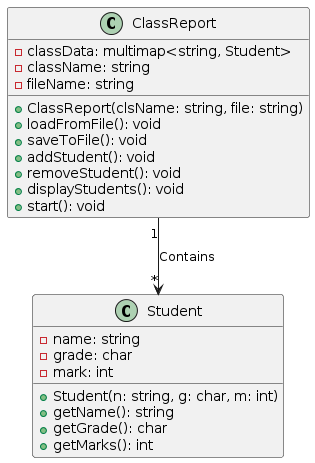 C ClassReport
classData: multimap<string, Student>
className: string
fileName: string
ClassReport(clsName: string, file: string)
loadFromFile(): void
saveToFile(): void
addStudent(): void
removeStudent(): void
displayStudents(): void
start(): void
1
Contains
*
C Student
name: string
grade: char
mark: int
Student(n: string, g: char, m: int)
getName(): string
getGrade(): char
getMarks(): int